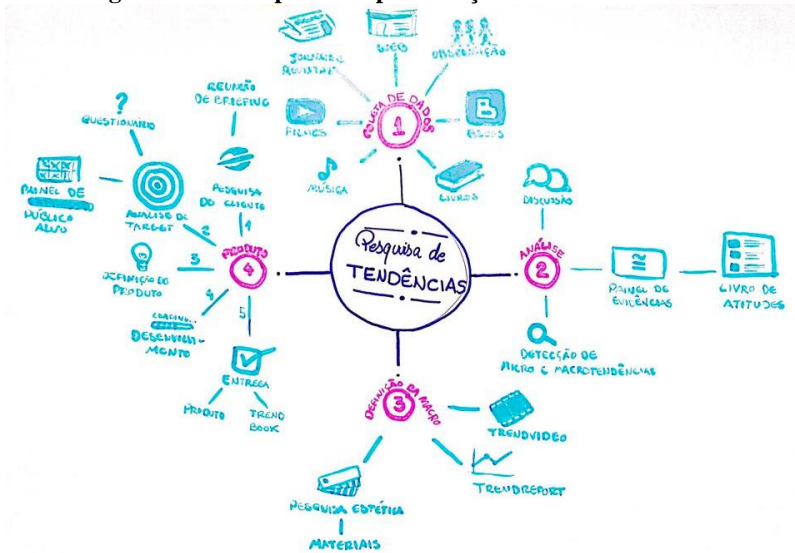 Pesquisa de
TENDÊNCIAS
COLETA DE DADOS
1
JORNAIS E
REVISTAS
WEB
OBSERVAÇÃO
FILMES
BLOGS
MÚSICA
LIVROS
ANÁLISE
2
DISCUSSÃO
PAINEL DE
EVIDÊNCIAS
LIVRO DE
ATITUDES
DETECÇÃO DE
MICRO E MACROTENDÊNCIAS
DEFINIÇÃO DA MACRO
3
TRENDVIDEO
TRENDREPORT
PESQUISA ESTÉTICA
MATERIAIS
PRODUTO
4
1
PESQUISA
DO CLIENTE
REUNIÃO
DE BRIEFING
2
ANÁLISE DE
TARGET
?
QUESTIONÁRIO
PAINEL DE
PÚBLICO
ALVO
3
DEFINIÇÃO DO
PRODUTO
4
LOADING...
DESENVOLVI-
MENTO
5
ENTREGA
PRODUTO
TREND
BOOK